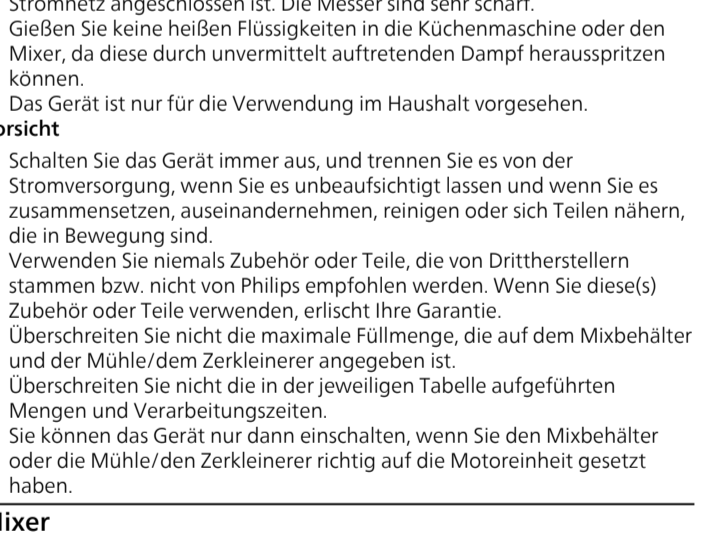 Stromnetz angeschlossen ist. Die Messer sind sehr scharf.
Gießen Sie keine heißen Flüssigkeiten in die Küchenmaschine oder den
Mixer, da diese durch unvermittelt auftretenden Dampf herausspritzen
können.
Das Gerät ist nur für die Verwendung im Haushalt vorgesehen.
orsicht
Schalten Sie das Gerät immer aus, und trennen Sie es von der
Stromversorgung, wenn Sie es unbeaufsichtigt lassen und wenn Sie es
zusammensetzen, auseinandernehmen, reinigen oder sich Teilen nähern,
die in Bewegung sind.
Verwenden Sie niemals Zubehör oder Teile, die von Drittherstellern
stammen bzw. nicht von Philips empfohlen werden. Wenn Sie diese(s)
Zubehör oder Teile verwenden, erlischt Ihre Garantie.
Überschreiten Sie nicht die maximale Füllmenge, die auf dem Mixbehälter
und der Mühle/dem Zerkleinerer angegeben ist.
Überschreiten Sie nicht die in der jeweiligen Tabelle aufgeführten
Mengen und Verarbeitungszeiten.
Sie können das Gerät nur dann einschalten, wenn Sie den Mixbehälter
oder die Mühle/den Zerkleinerer richtig auf die Motoreinheit gesetzt
haben.
lixer